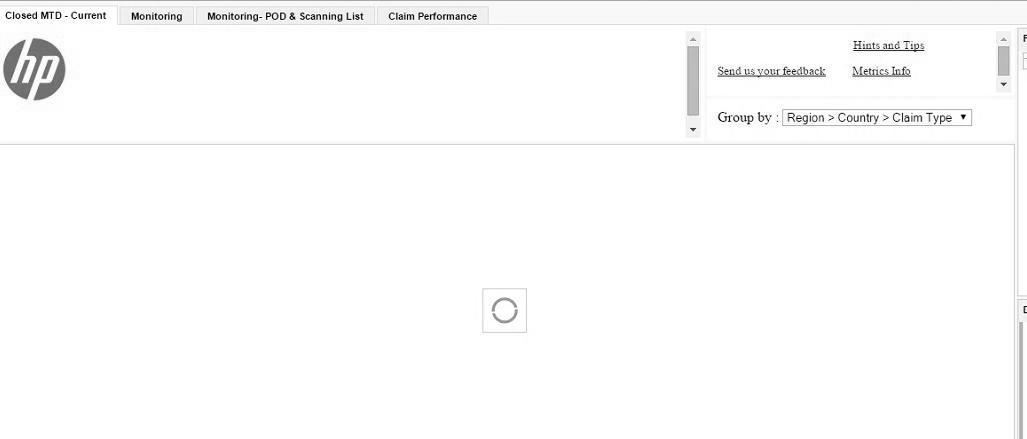 Closed MTD - Current Monitoring Monitoring- POD & Scanning List Claim Performance
hp
Hints and Tips
Send us your feedback Metrics Info
Group by : Region > Country > Claim Type